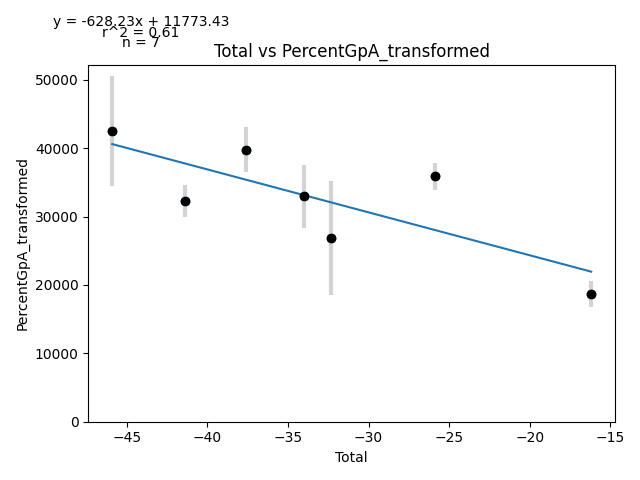 y = -628.23x + 11773.43
r^2 = 0.61
n = 7
Total vs PercentGpA_transformed
PercentGpA_transformed
50000
40000
30000
20000
10000
0
−45 −40 −35 −30 −25 −20 −15
Total